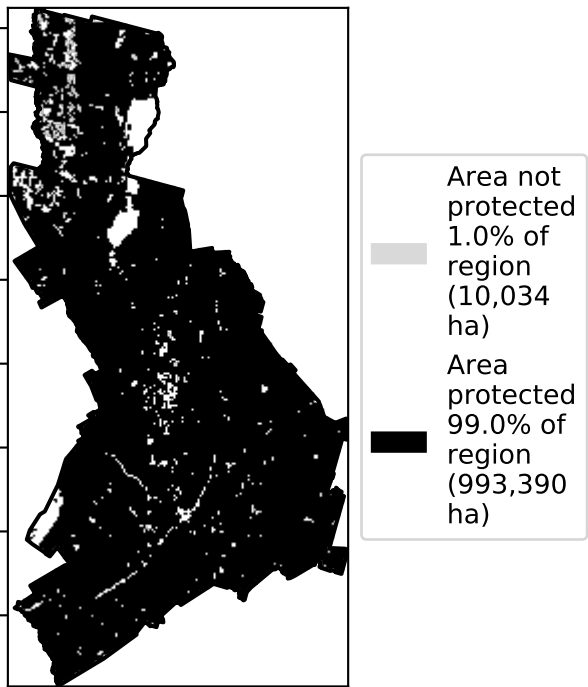 Area not
protected
1.0% of
region
(10,034
ha)
Area
protected
99.0% of
region
(993,390
ha)